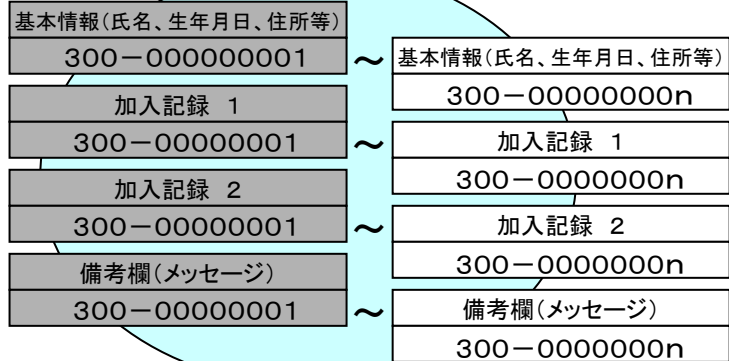 基本情報(氏名、生年月日、住所等)
300－000000001
～
基本情報(氏名、生年月日、住所等)
300－00000000n
加入記録　1
300－00000001
～
加入記録　1
300－0000000n
加入記録　2
300－00000001
～
加入記録　2
300－0000000n
備考欄(メッセージ)
300－00000001
～
備考欄(メッセージ)
300－0000000n